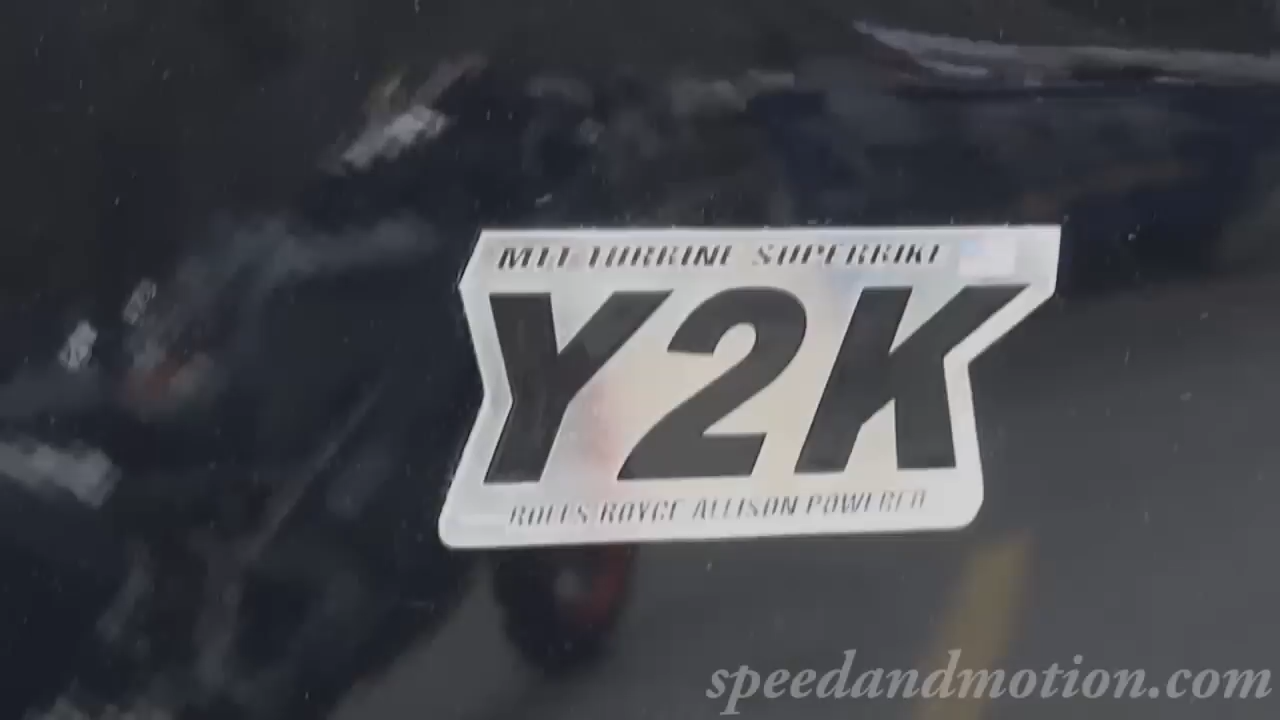 MTT TURBINE SUPERBIKE
Y2K
ROLLS ROYCE ALLISON POWERED
speedandmotion.com